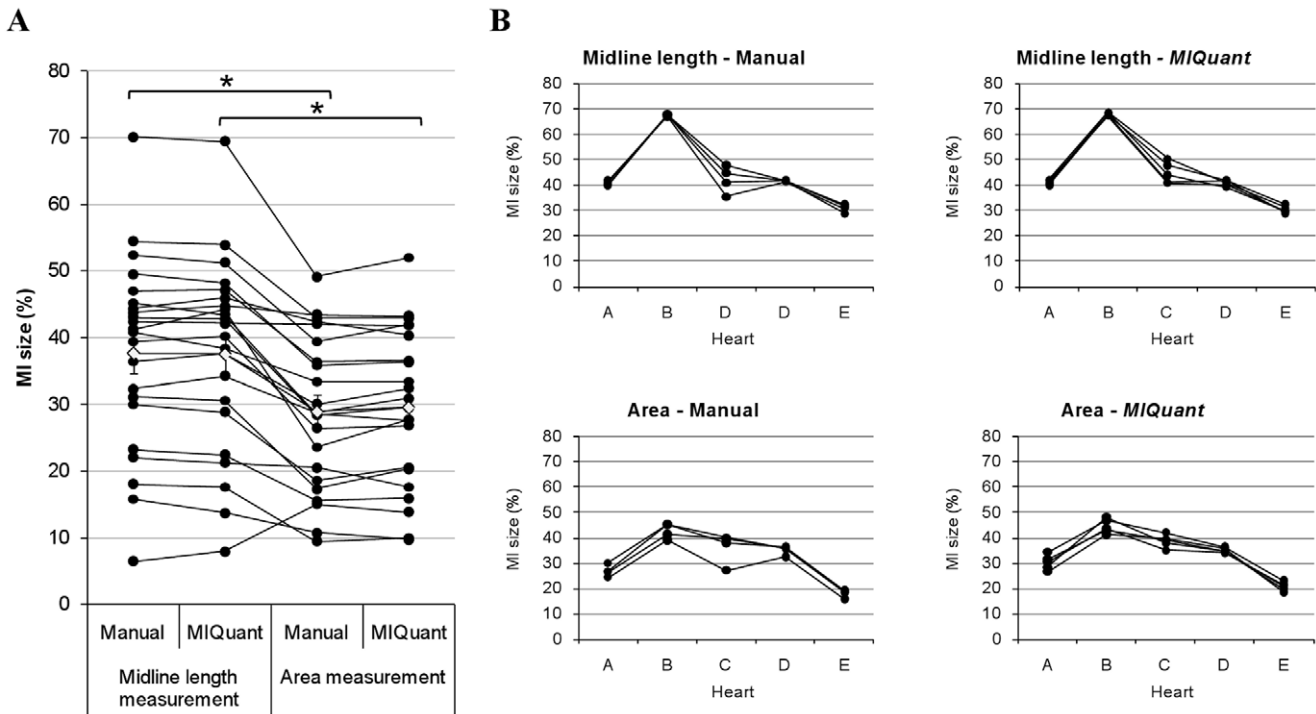 A
80
70
60
50
40
30
20
10
0
MI size (%)
*
*
Manual MIQuant Manual MIQuant
Midline length measurement
Area measurement
B
Midline length - Manual
80
70
60
50
40
30
20
10
0
MI size (%)
A B D D E
Heart
Midline length - MIQuant
80
70
60
50
40
30
20
10
0
MI size (%)
A B C D E
Heart
Area - Manual
80
70
60
50
40
30
20
10
0
MI size (%)
A B C D E
Heart
Area - MIQuant
80
70
60
50
40
30
20
10
0
MI size (%)
A B C D E
Heart